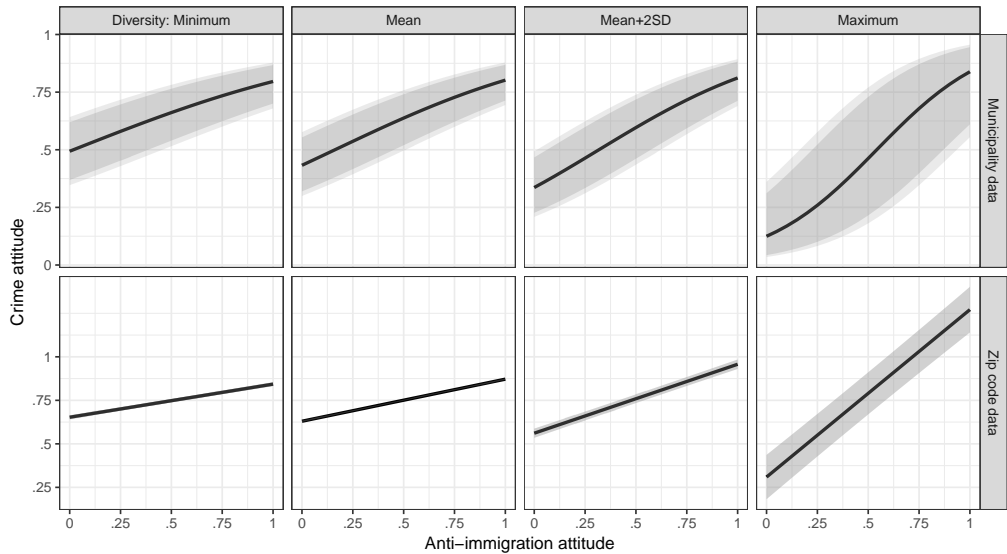 Diversity: Minimum
Mean
Mean+2SD
Maximum
1
.75
.5
.25
0
Municipality data
Crime attitude
1
.75
.5
.25
Zip code data
0 .25 .5 .75 1
0 .25 .5 .75 1
0 .25 .5 .75 1
0 .25 .5 .75 1
Anti−immigration attitude